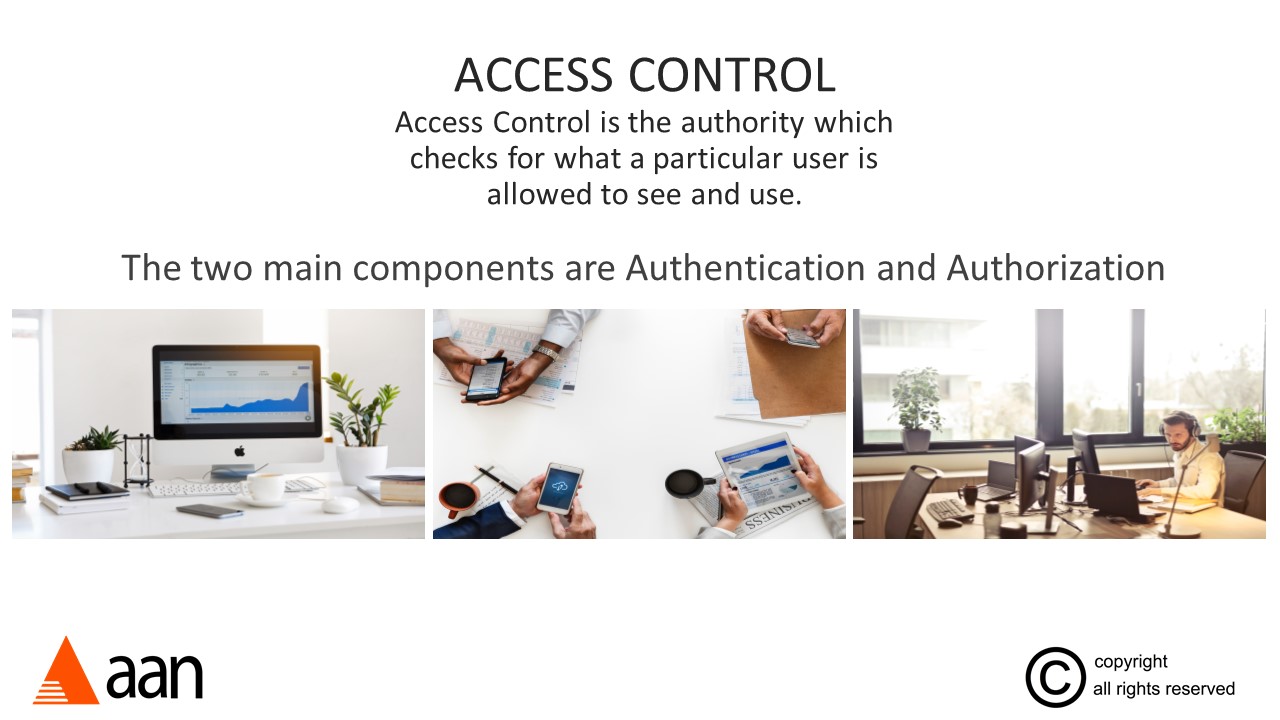 ACCESS CONTROL
Access Control is the authority which
checks for what a particular user is
allowed to see and use.
The two main components are Authentication and Authorization
BUSINESS
aan
©
copyright
all rights reserved